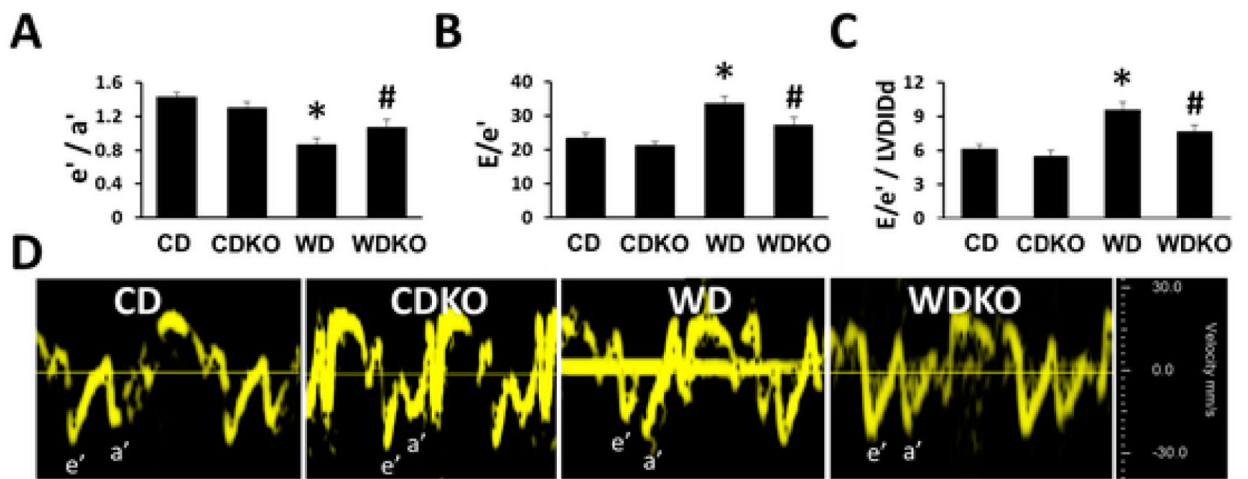 A
e' / a'
1.6
1.2
0.8
0.4
0
*
#
CD CDKO WD WDKO
B
E/e'
40
30
20
10
0
*
#
CD CDKO WD WDKO
C
E/e' / LVDIDd
12
9
6
3
0
*
#
CD CDKO WD WDKO
D
CD CDKO WD WDKO
e’ a’
e’ a’
e’ a’
e’ a’
30.0
0.0
-30.0
Velocity mm/s